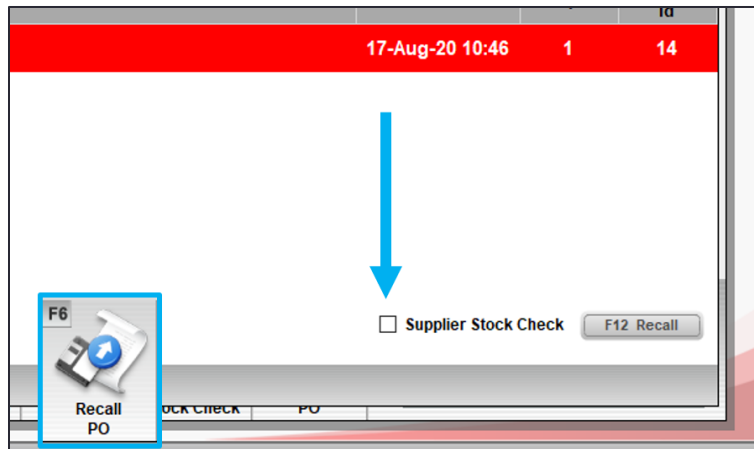 Id
17-Aug-20 10:46 1 14
Supplier Stock Check F12 Recall
F6
Recall
PO
ock Check PO